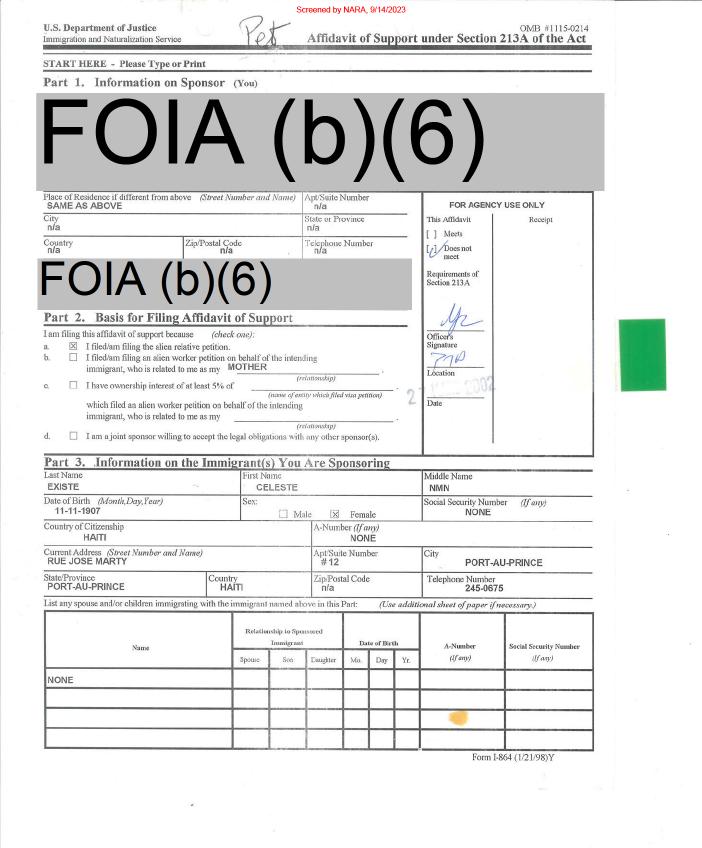 Screened by NARA, 9/14/2023
U.S. Department of Justice
Immigration and Naturalization Service
Pet
OMB #1115-0214
Affidavit of Support under Section 213A of the Act
START HERE - Please Type or Print
Part 1. Information on Sponsor (You)
FOIA (b)(6)
Place of Residence if different from above (Street Number and Name) Apt/Suite Number
SAME AS ABOVE n/a
City State or Province
n/a n/a
Country Zip/Postal Code Telephone Number
n/a n/a n/a
FOIA (b)(6)
FOR AGENCY USE ONLY
This Affidavit Receipt
[ ] Meets
[✓] Does not
meet
Requirements of
Section 213A
Officer's
Signature
Location
2002
Date
Part 2. Basis for Filing Affidavit of Support
I am filing this affidavit of support because (check one):
a. ☒ I filed/am filing the alien relative petition.
b. ☐ I filed/am filing an alien worker petition on behalf of the intending
immigrant, who is related to me as my MOTHER .
(relationship)
c. ☐ I have ownership interest of at least 5% of
(name of entity which filed visa petition)
which filed an alien worker petition on behalf of the intending
immigrant, who is related to me as my .
(relationship)
d. ☐ I am a joint sponsor willing to accept the legal obligations with any other sponsor(s).
Part 3. Information on the Immigrant(s) You Are Sponsoring
Last Name First Name Middle Name
EXISTE CELESTE NMN
Date of Birth (Month,Day,Year) Sex: Social Security Number (If any)
11-11-1907 ☐ Male ☒ Female NONE
Country of Citizenship A-Number (If any)
HAITI NONE
Current Address (Street Number and Name) Apt/Suite Number City
RUE JOSE MARTY #12 PORT-AU-PRINCE
State/Province Country Zip/Postal Code Telephone Number
PORT-AU-PRINCE HAITI n/a 245-0675
List any spouse and/or children immigrating with the immigrant named above in this Part: (Use additional sheet of paper if necessary.)
Name Relationship to Sponsored Immigrant Date of Birth A-Number (If any) Social Security Number (If any)
Spouse Son Daughter Mo. Day Yr.
NONE
Form I-864 (1/21/98)Y